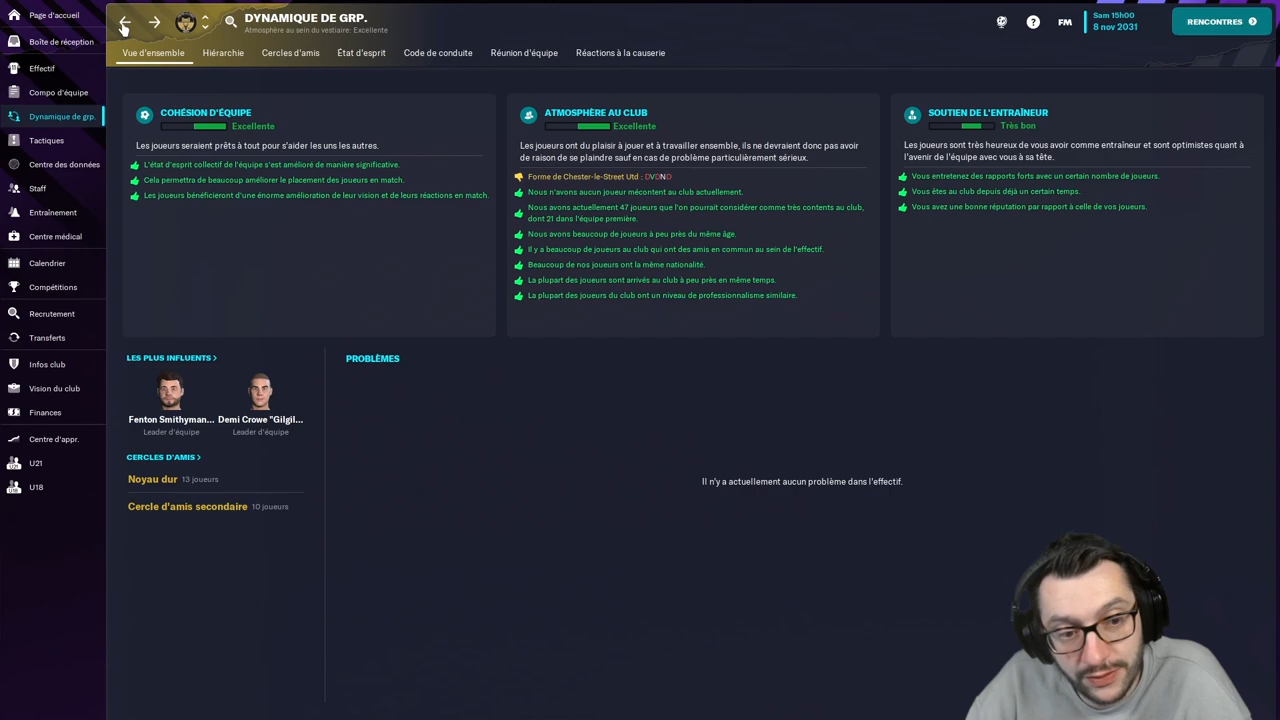 Page d'accueil
Boîte de réception
Effectif
Compo d'équipe
Dynamique de grp.
Tactiques
Centre des données
Staff
Entraînement
Centre médical
Calendrier
Compétitions
Recrutement
Transferts
Infos club
Vision du club
Finances
Centre d'appr.
U21
U18
DYNAMIQUE DE GRP.
Atmosphère au sein du vestiaire: Excellente
FM
Sam 15h00
8 nov 2031
RENCONTRES
Vue d'ensemble Hiérarchie Cercles d'amis État d'esprit Code de conduite Réunion d'équipe Réactions à la causerie
COHÉSION D'ÉQUIPE
Excellente
Les joueurs seraient prêts à tout pour s'aider les uns les autres.
L'état d'esprit collectif de l'équipe s'est amélioré de manière significative.
Cela permettra de beaucoup améliorer le placement des joueurs en match.
Les joueurs bénéficieront d'une énorme amélioration de leur vision et de leurs réactions en match.
ATMOSPHÈRE AU CLUB
Excellente
Les joueurs ont du plaisir à jouer et à travailler ensemble, ils ne devraient donc pas avoir
de raison de se plaindre sauf en cas de problème particulièrement sérieux.
Forme de Chester-le-Street Utd : DVDND
Nous n'avons aucun joueur mécontent au club actuellement.
Nous avons actuellement 47 joueurs que l'on pourrait considérer comme très contents au club,
dont 21 dans l'équipe première.
Nous avons beaucoup de joueurs à peu près du même âge.
Il y a beaucoup de joueurs au club qui ont des amis en commun au sein de l'effectif.
Beaucoup de nos joueurs ont la même nationalité.
La plupart des joueurs sont arrivés au club à peu près en même temps.
La plupart des joueurs du club ont un niveau de professionnalisme similaire.
SOUTIEN DE L'ENTRAÎNEUR
Très bon
Les joueurs sont très heureux de vous avoir comme entraîneur et sont optimistes quant à
l'avenir de l'équipe avec vous à sa tête.
Vous entretenez des rapports forts avec un certain nombre de joueurs.
Vous êtes au club depuis déjà un certain temps.
Vous avez une bonne réputation par rapport à celle de vos joueurs.
LES PLUS INFLUENTS
Fenton Smithyman...
Leader d'équipe
Demi Crowe "Gilgil...
Leader d'équipe
CERCLES D'AMIS
Noyau dur 13 joueurs
Cercle d'amis secondaire 10 joueurs
PROBLÈMES
Il n'y a actuellement aucun problème dans l'effectif.